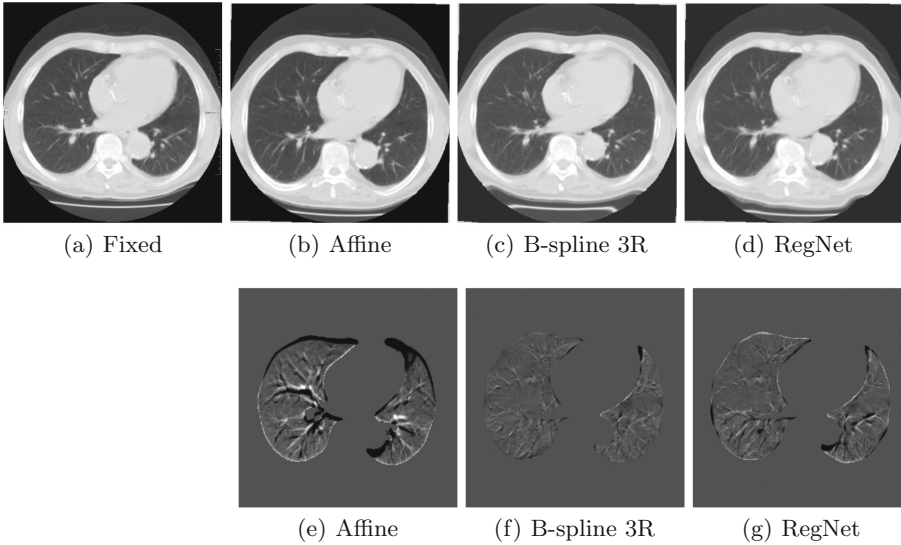 (a) Fixed
(b) Affine
(c) B-spline 3R
(d) RegNet
(e) Affine
(f) B-spline 3R
(g) RegNet